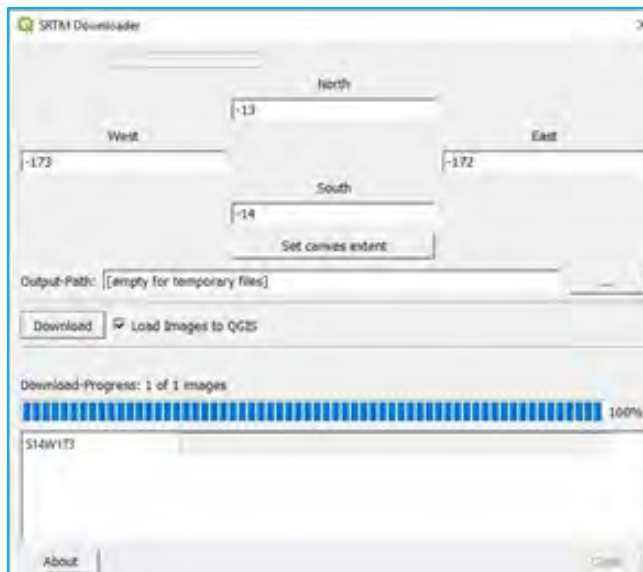 SRTM Downloader
North
-13
West
East
-173
-172
South
-14
Set canvas extent
Output-Path: [empty for temporary files] ...
Download Load Images to QGIS
Download-Progress: 1 of 1 images
100%
S14W173
About Close